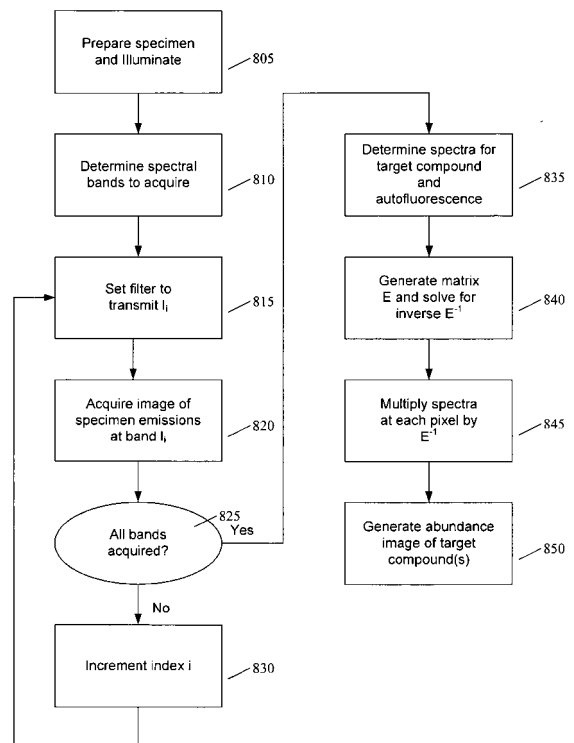 Prepare specimen
and Illuminate
805
Determine spectral
bands to acquire
810
Set filter to
transmit lᵢ
815
Acquire image of
specimen emissions
at band lᵢ
820
All bands
acquired?
825
Yes
No
Increment index i
830
Determine spectra for
target compound
and
autofluorescence
835
Generate matrix
E and solve for
inverse E⁻¹
840
Multiply spectra
at each pixel by
E⁻¹
845
Generate abundance
image of target
compound(s)
850